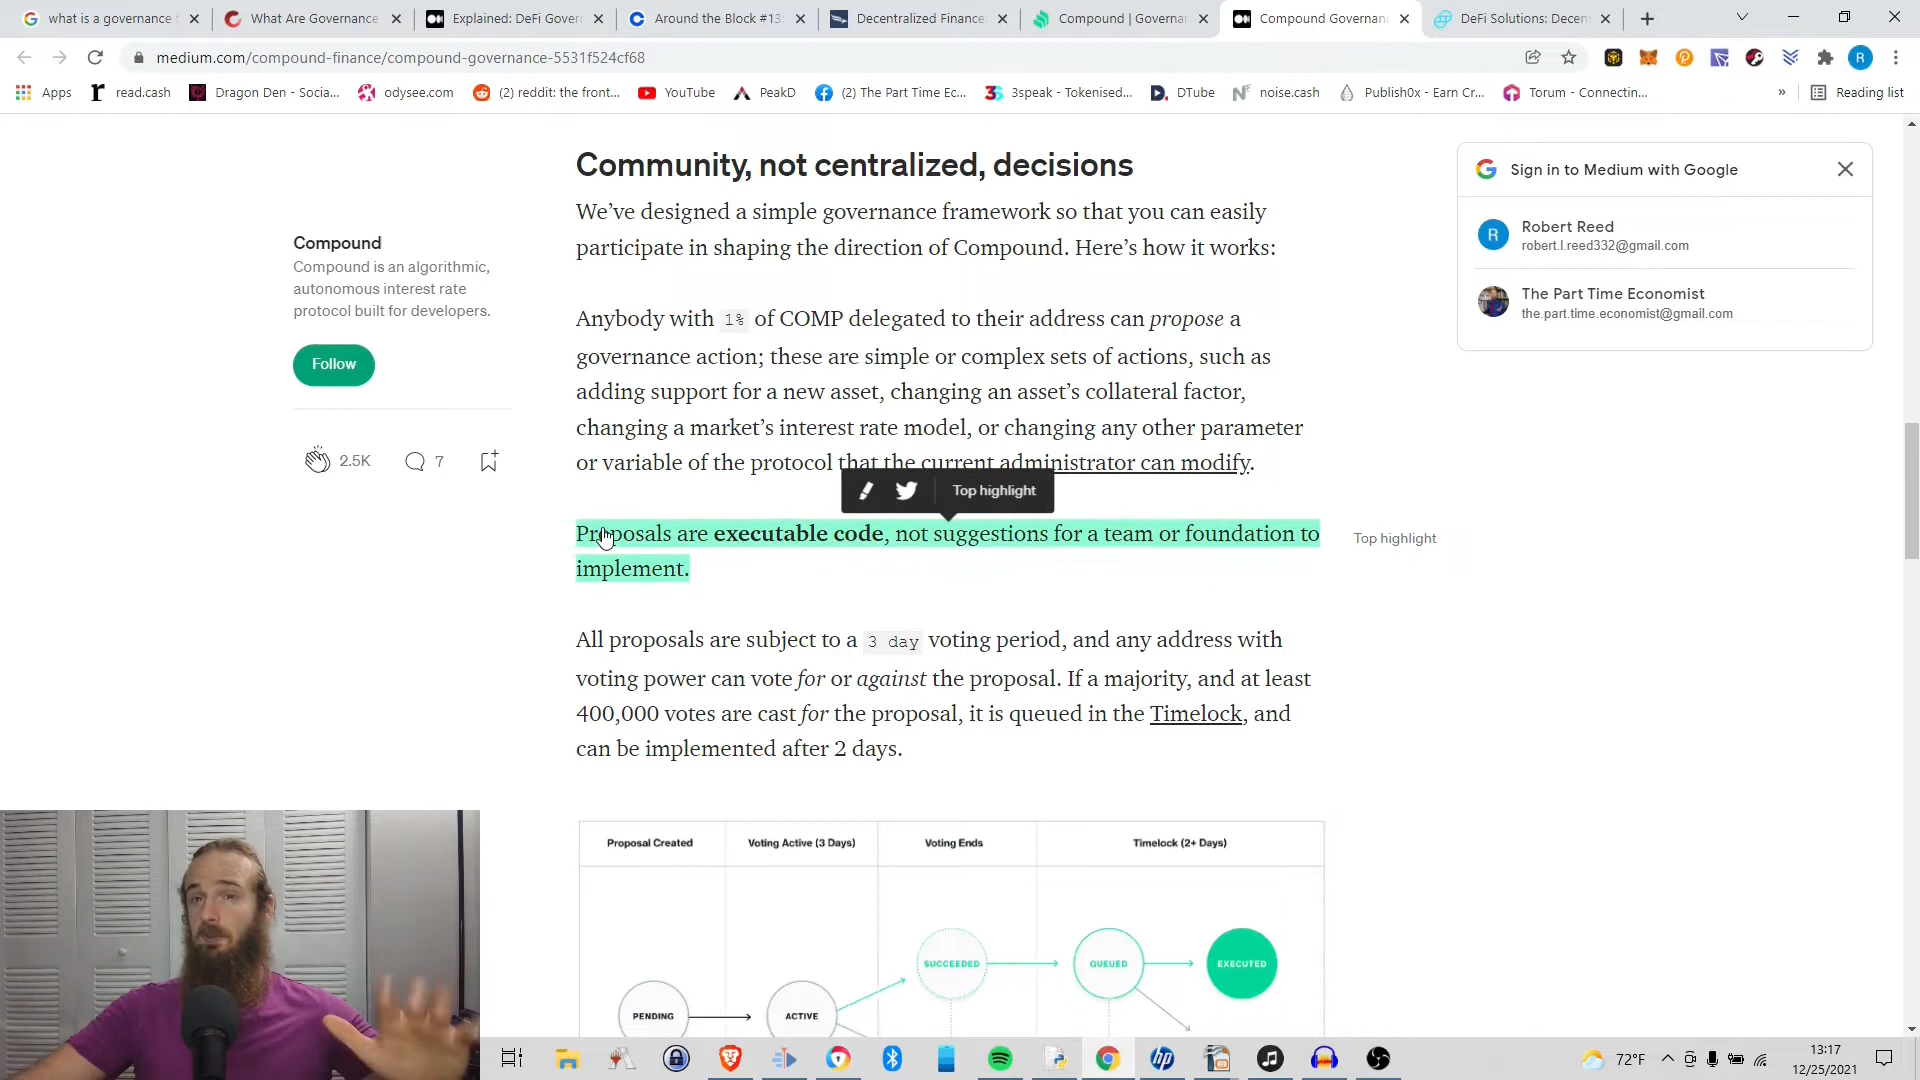 what is a governance t
What Are Governance
Explained: DeFi Gover
Around the Block #13
Decentralized Finance
Compound | Governa
Compound Governanc
DeFi Solutions: Decen
medium.com/compound-finance/compound-governance-5531f524cf68
R
Apps
read.cash
Dragon Den - Socia...
odysee.com
(2) reddit: the front...
YouTube
PeakD
(2) The Part Time Ec...
3speak - Tokenised...
DTube
noise.cash
Publish0x - Earn Cr...
Torum - Connectin...
»
Reading list
Community, not centralized, decisions
We’ve designed a simple governance framework so that you can easily
participate in shaping the direction of Compound. Here’s how it works:
Anybody with 1% of COMP delegated to their address can propose a
governance action; these are simple or complex sets of actions, such as
adding support for a new asset, changing an asset’s collateral factor,
changing a market’s interest rate model, or changing any other parameter
or variable of the protocol that the current administrator can modify.
Top highlight
Proposals are executable code, not suggestions for a team or foundation to
implement.
Top highlight
All proposals are subject to a 3 day voting period, and any address with
voting power can vote for or against the proposal. If a majority, and at least
400,000 votes are cast for the proposal, it is queued in the Timelock, and
can be implemented after 2 days.
Proposal Created
Voting Active (3 Days)
Voting Ends
Timelock (2+ Days)
SUCCEEDED
QUEUED
EXECUTED
PENDING
ACTIVE
Compound
Compound is an algorithmic,
autonomous interest rate
protocol built for developers.
Follow
2.5K
7
Sign in to Medium with Google
R
Robert Reed
robert.l.reed332@gmail.com
The Part Time Economist
the.part.time.economist@gmail.com
72°F
13:17
12/25/2021